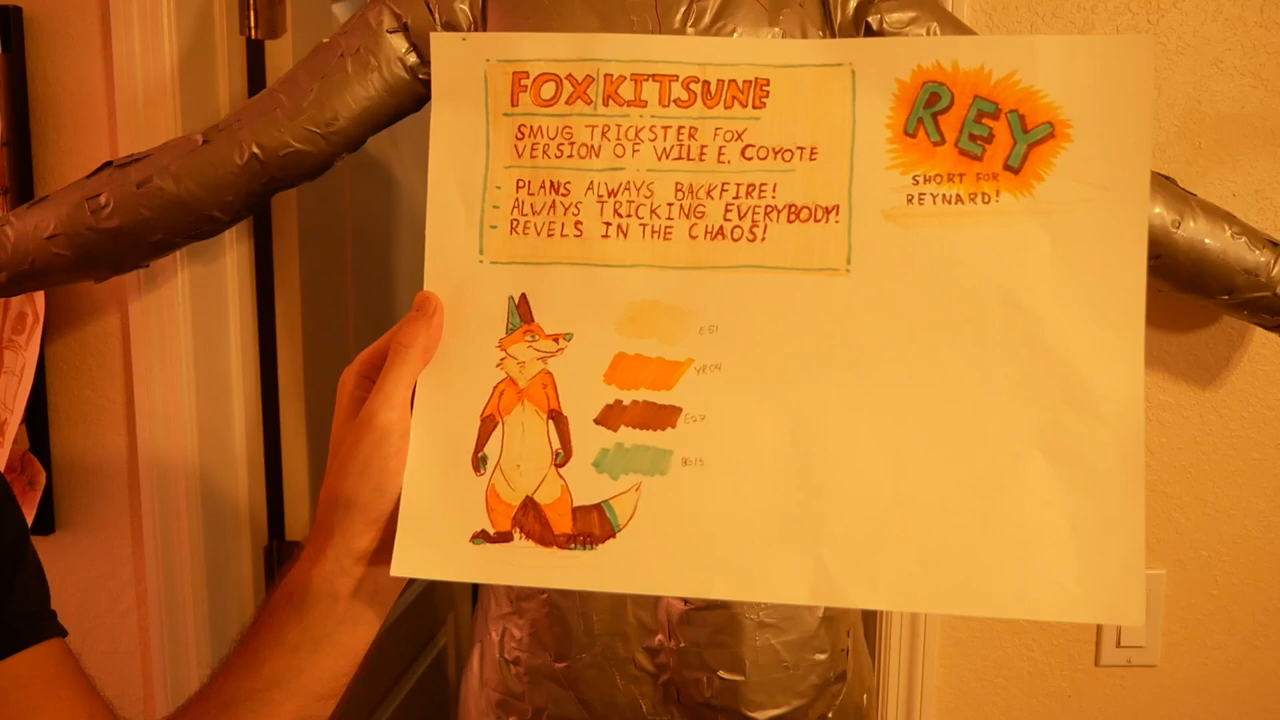 FOX KITSUNE
SMUG TRICKSTER FOX
VERSION OF WILE E. COYOTE
- PLANS ALWAYS BACKFIRE!
- ALWAYS TRICKING EVERYBODY!
- REVELS IN THE CHAOS!
REY
SHORT FOR
REYNARD!
E51
YR04
E27
BG13